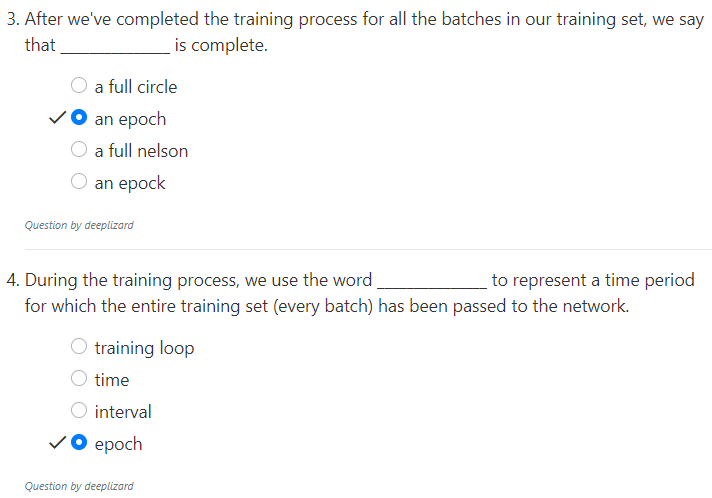 3. After we've completed the training process for all the batches in our training set, we say
that _____________ is complete.
a full circle
an epoch
a full nelson
an epock
Question by deeplizard
4. During the training process, we use the word _____________ to represent a time period
for which the entire training set (every batch) has been passed to the network.
training loop
time
interval
epoch
Question by deeplizard